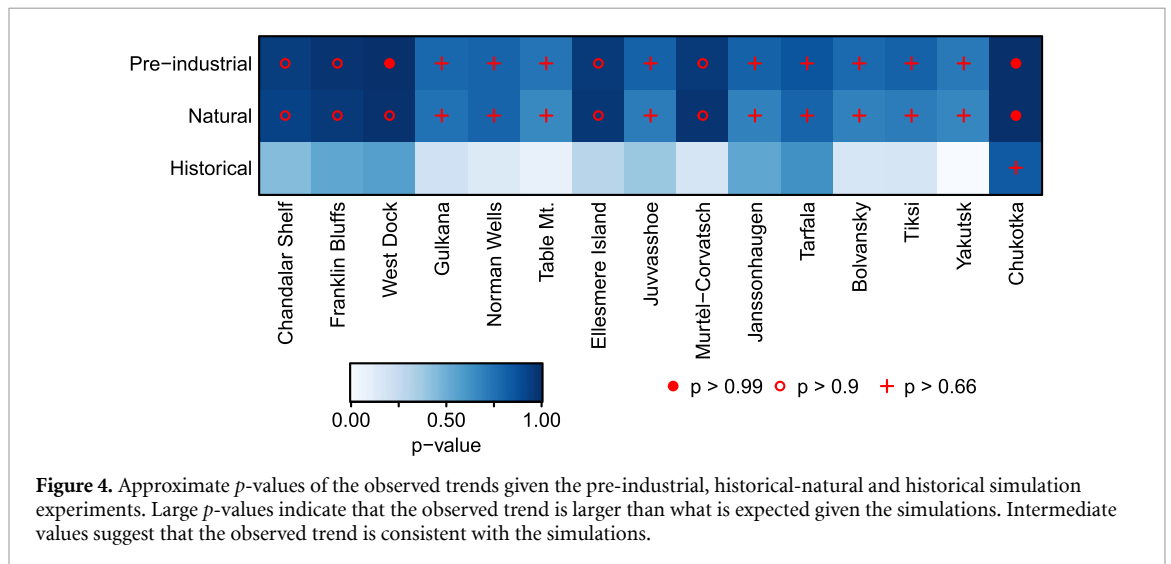 Pre−industrial
Natural
Historical
Chandalar Shelf
Franklin Bluffs
West Dock
Gulkana
Norman Wells
Table Mt.
Ellesmere Island
Juvvasshoe
Murtèl−Corvatsch
Janssonhaugen
Tarfala
Bolvansky
Tiksi
Yakutsk
Chukotka
0.00 0.50 1.00
p−value
p > 0.99 p > 0.9 p > 0.66
Figure 4. Approximate p-values of the observed trends given the pre-industrial, historical-natural and historical simulation
experiments. Large p-values indicate that the observed trend is larger than what is expected given the simulations. Intermediate
values suggest that the observed trend is consistent with the simulations.